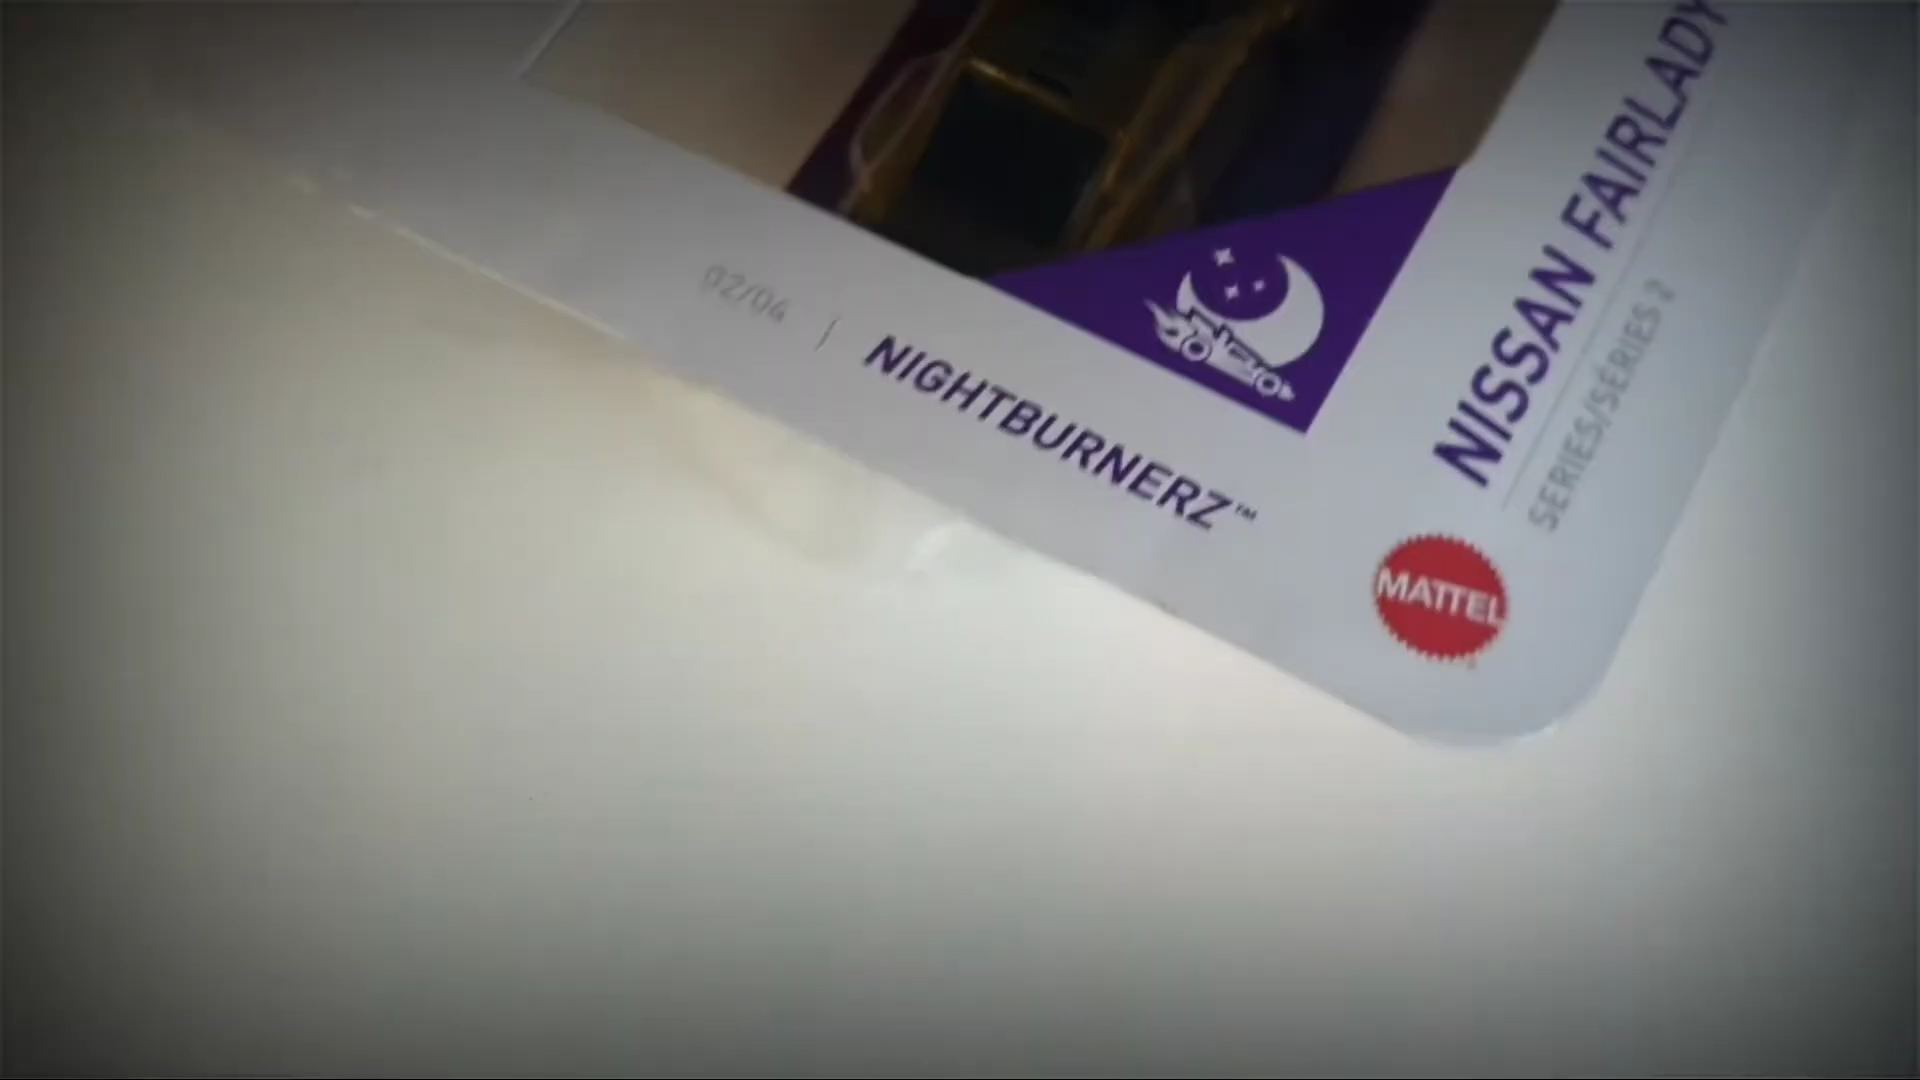 02/04 | NIGHTBURNERZ™
NISSAN FAIRLADY
SERIES/SÉRIES 2
MATTEL